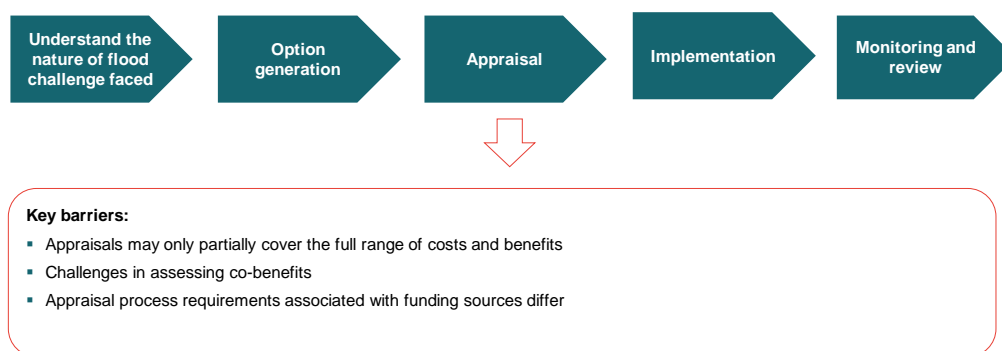 Understand the
nature of flood
challenge faced
Option
generation
Appraisal
Implementation
Monitoring and
review
Key barriers:
▪ Appraisals may only partially cover the full range of costs and benefits
▪ Challenges in assessing co-benefits
▪ Appraisal process requirements associated with funding sources differ